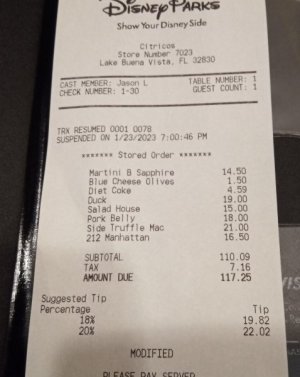 Disney Parks
Show Your Disney Side
Citricos
Store Number 7023
Lake Buena Vista, FL 32830
CAST MEMBER: Jason L TABLE NUMBER: 1
CHECK NUMBER: 1-30 GUEST COUNT: 1
TRX RESUMED 0001 0078
SUSPENDED ON 1/23/2023 7:00:46 PM
******* Stored Order *******
Martini B Sapphire 14.50
Blue Cheese Olives 1.50
Diet Coke 4.59
Duck 19.00
Salad House 15.00
Pork Belly 18.00
Side Truffle Mac 21.00
212 Manhattan 16.50
SUBTOTAL 110.09
TAX 7.16
AMOUNT DUE 117.25
Suggested Tip
Percentage Tip
18% 19.82
20% 22.02
MODIFIED
PLEASE PAY SERVER